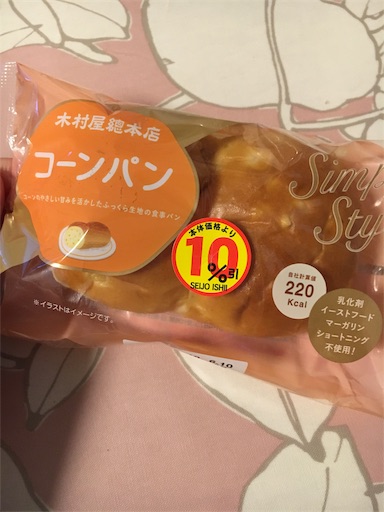 木村屋總本店
コーンパン
コーンのやさしい甘みを活かしたふっくら生地の食事パン
Simple
Style
本体価格より
10%引
SEIJO ISHII
自社計算値
220
Kcal
乳化剤
イーストフード
マーガリン
ショートニング
不使用!
※イラストはイメージです。